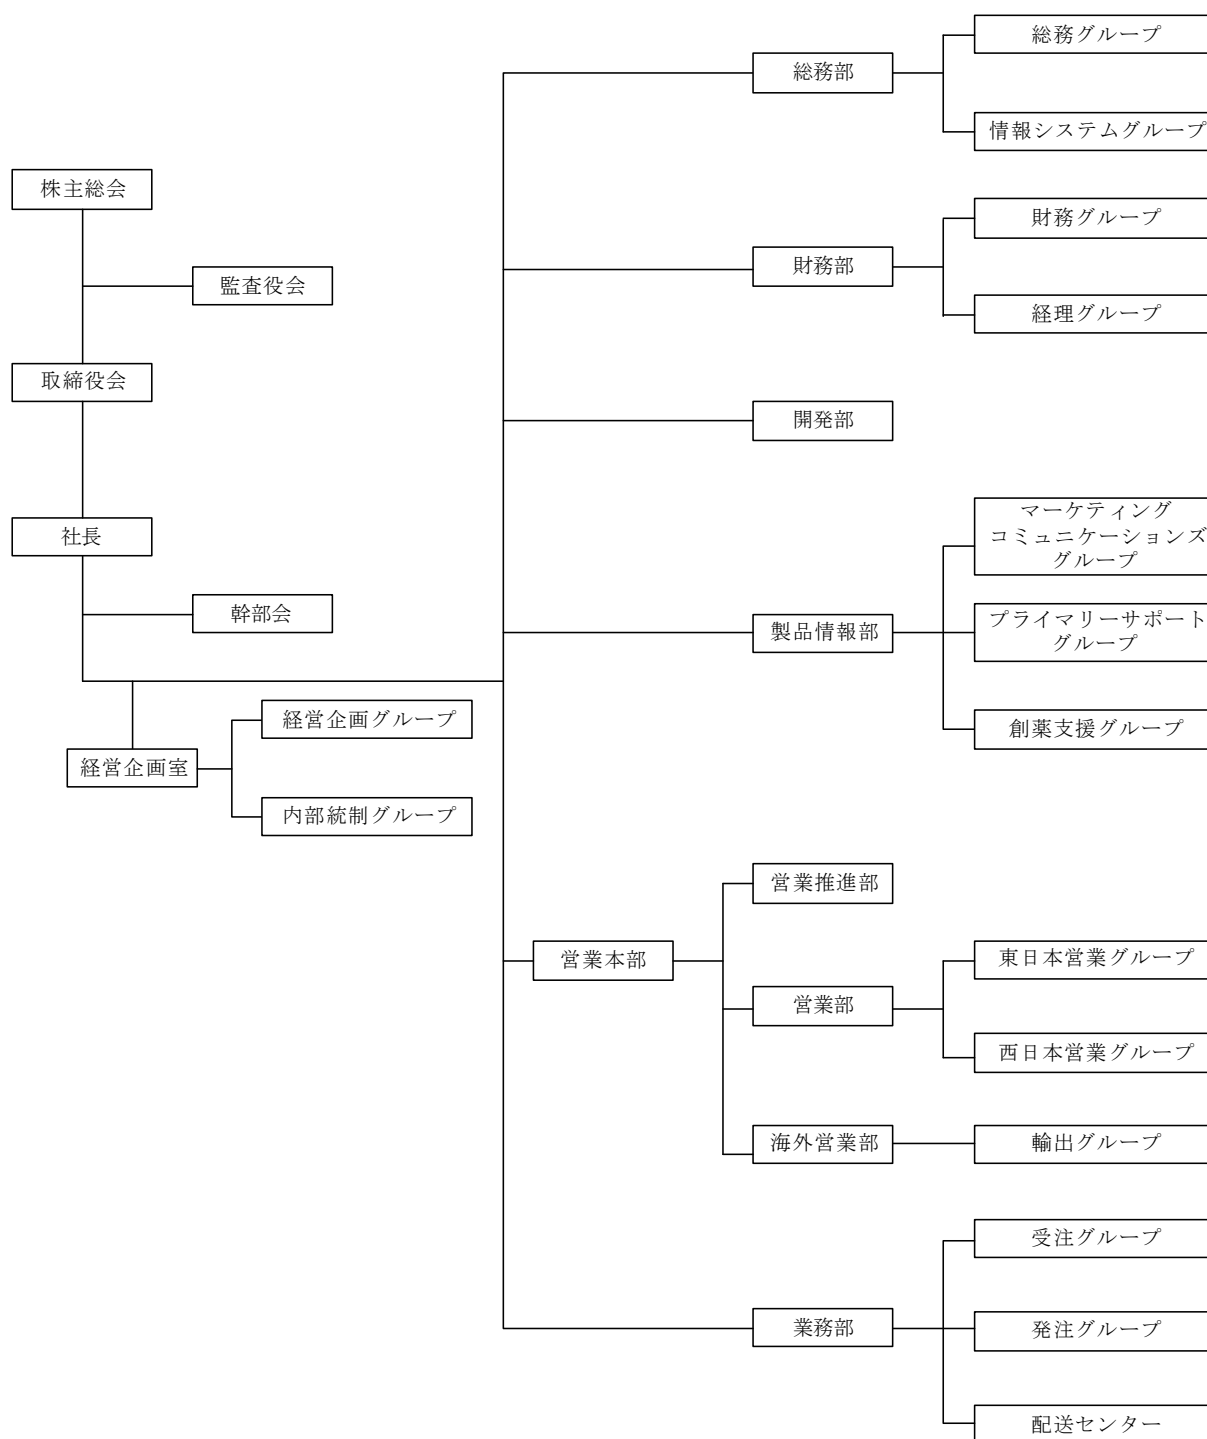 株主総会
監査役会
取締役会
社長
幹部会
経営企画室
経営企画グループ
内部統制グループ
総務部
総務グループ
情報システムグループ
財務部
財務グループ
経理グループ
開発部
製品情報部
マーケティング
コミュニケーションズ
グループ
プライマリーサポート
グループ
創薬支援グループ
営業本部
営業推進部
営業部
東日本営業グループ
西日本営業グループ
海外営業部
輸出グループ
業務部
受注グループ
発注グループ
配送センター